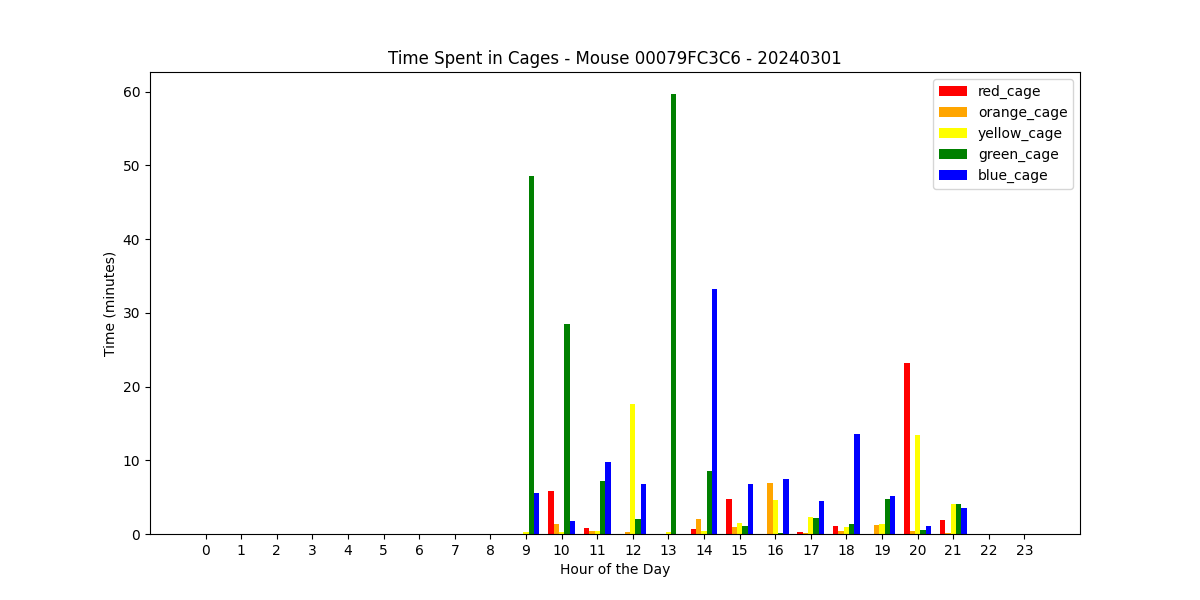 Time Spent in Cages - Mouse 00079FC3C6 - 20240301
red_cage
orange_cage
yellow_cage
green_cage
blue_cage
60
50
40
30
20
10
0
Time (minutes)
0 1 2 3 4 5 6 7 8 9 10 11 12 13 14 15 16 17 18 19 20 21 22 23
Hour of the Day